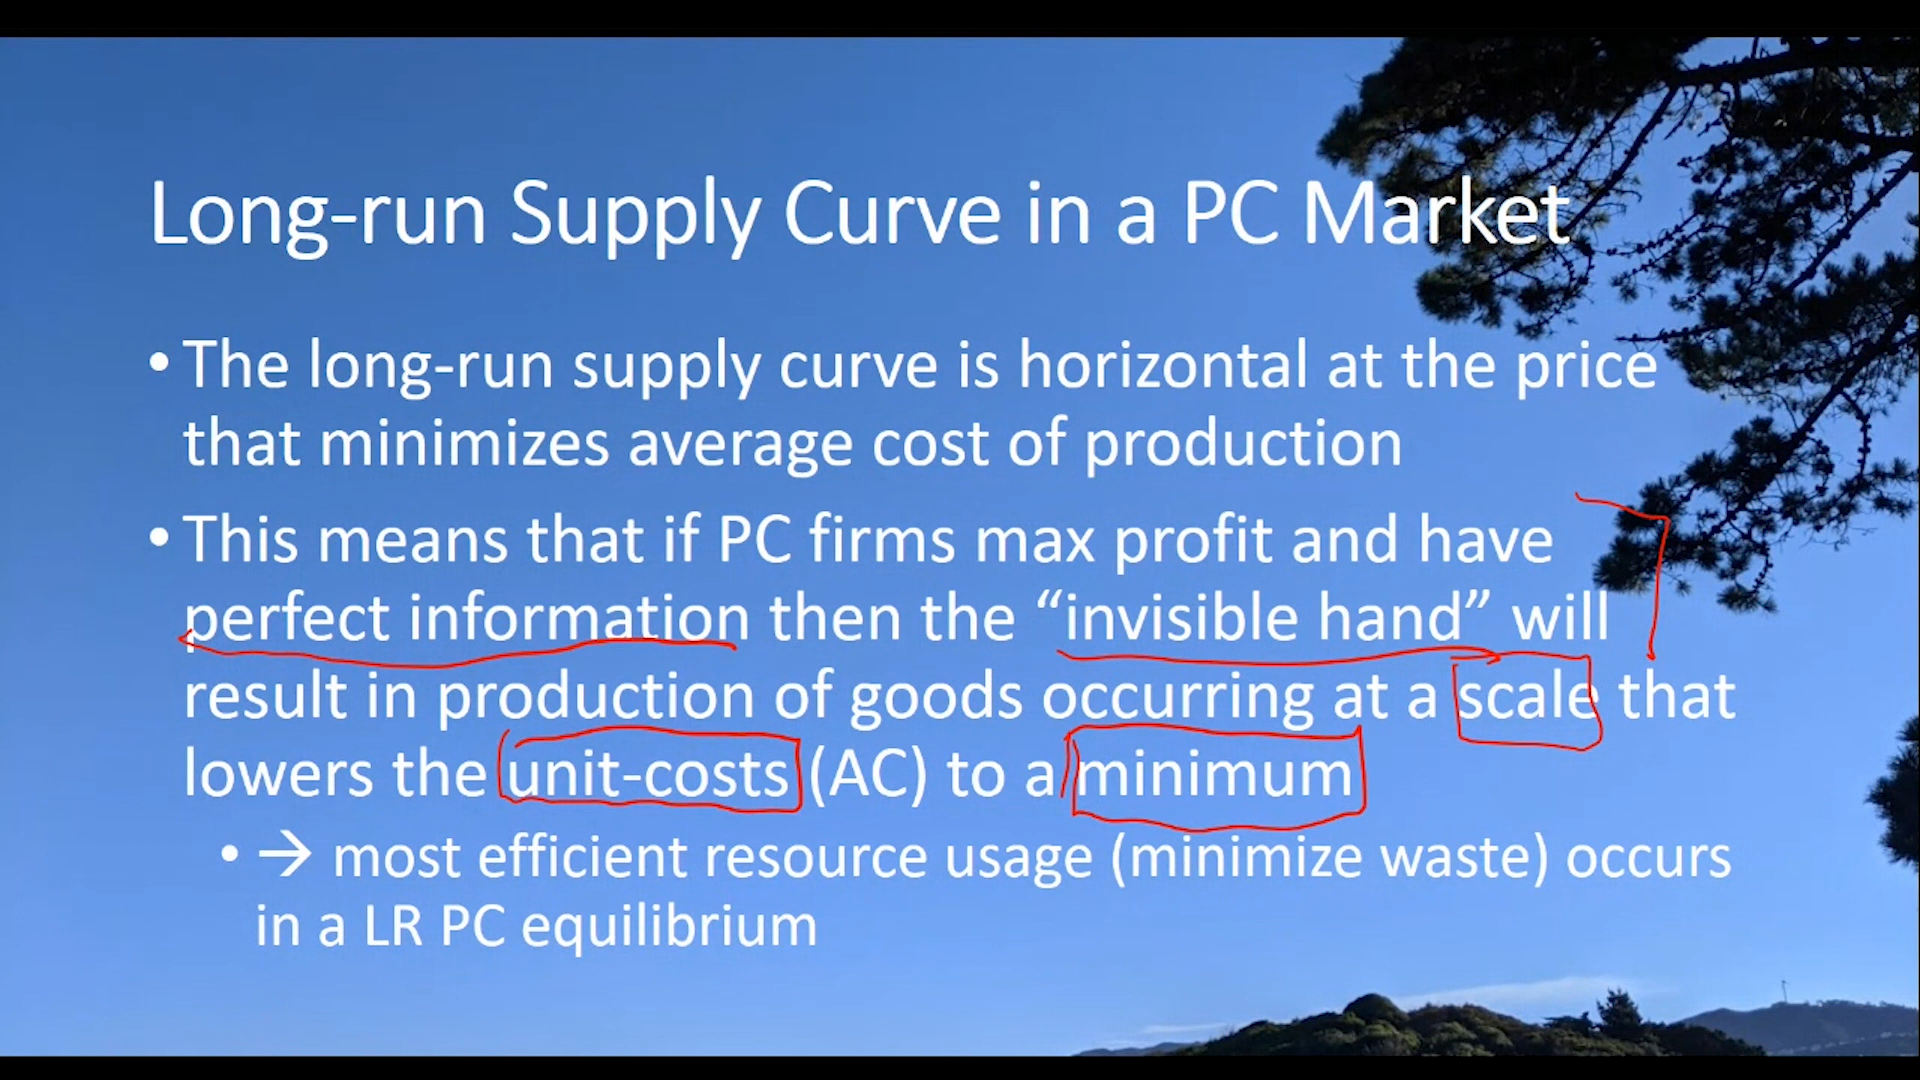 Long-run Supply Curve in a PC Market
• The long-run supply curve is horizontal at the price
that minimizes average cost of production
• This means that if PC firms max profit and have
perfect information then the “invisible hand” will
result in production of goods occurring at a scale that
lowers the unit-costs (AC) to a minimum
• → most efficient resource usage (minimize waste) occurs
in a LR PC equilibrium